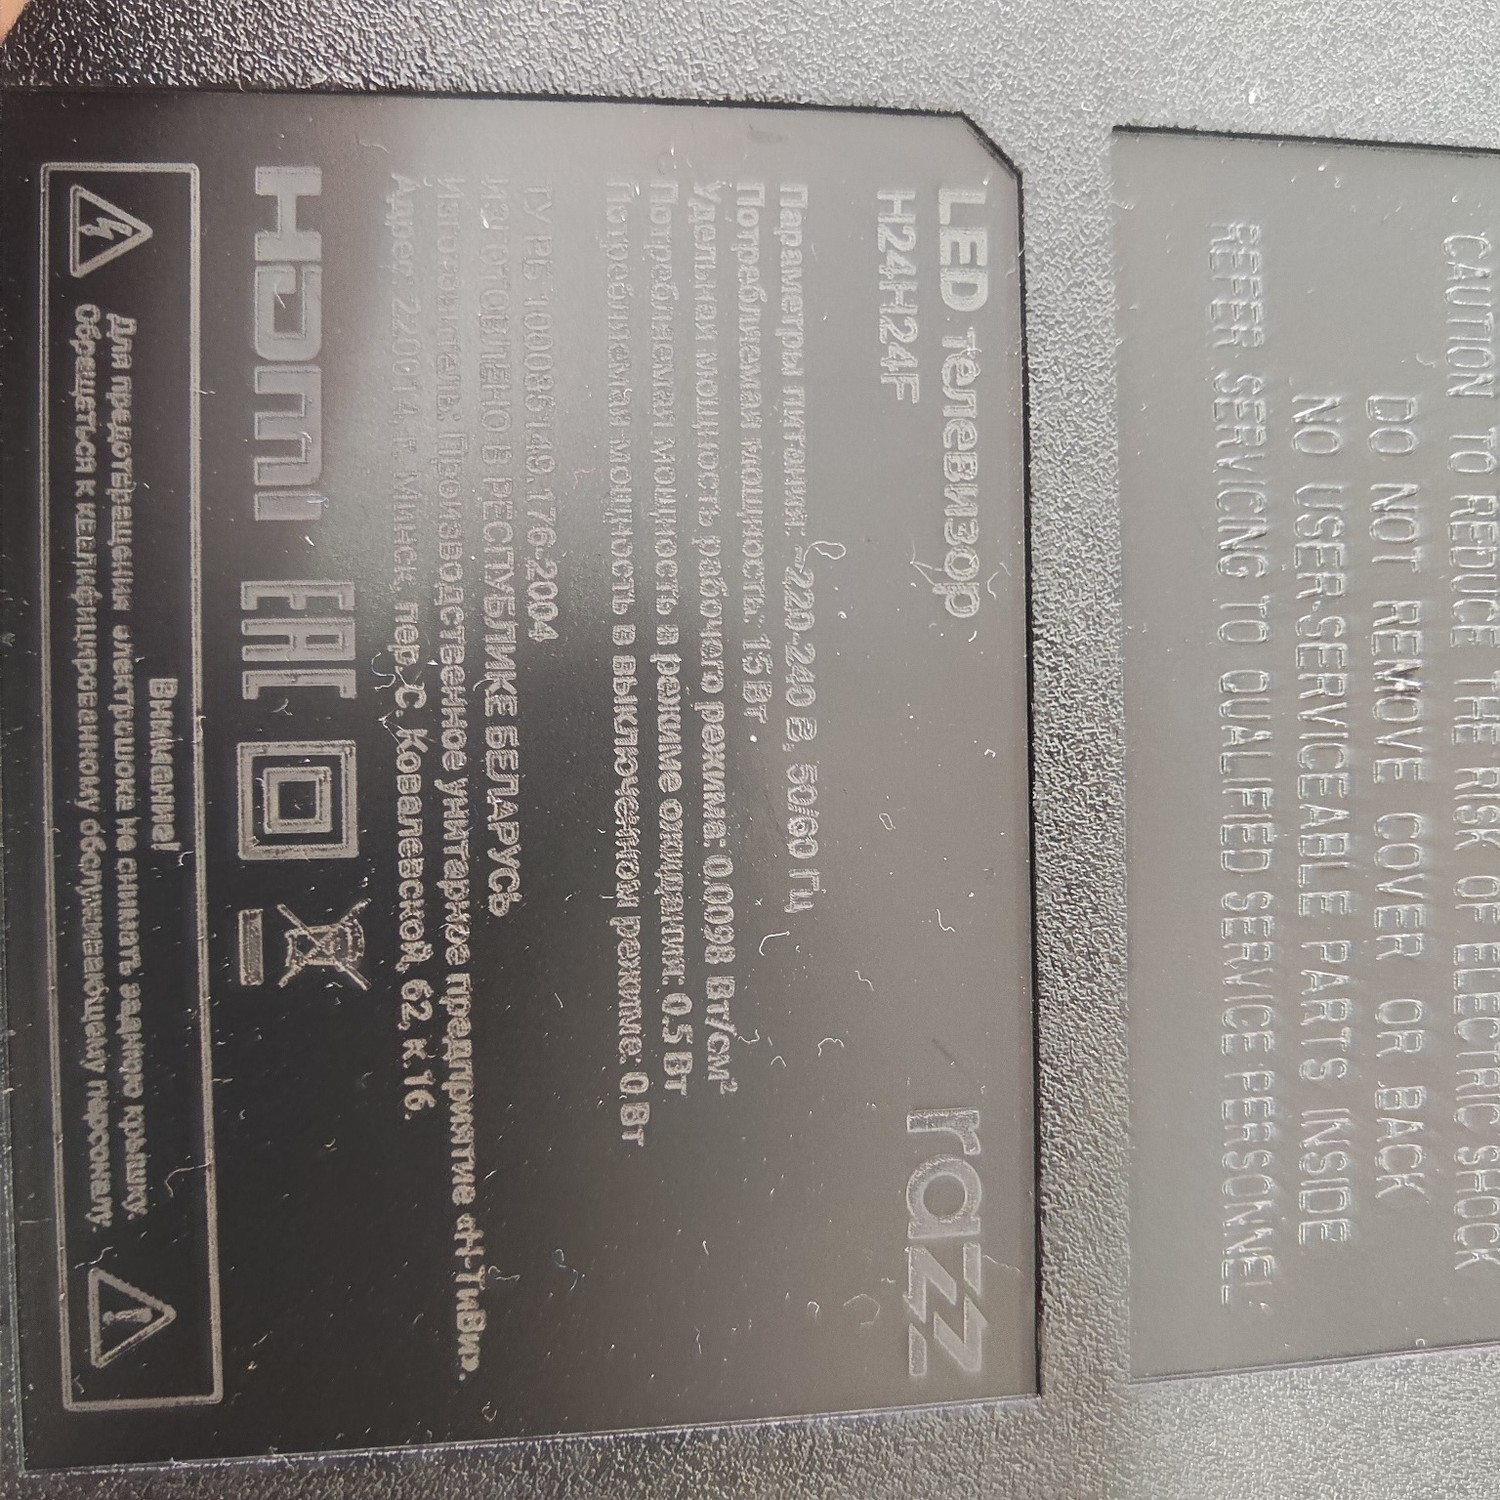 CAUTION TO REDUCE THE RISK OF ELECTRIC SHOCK
DO NOT REMOVE COVER OR BACK
NO USER-SERVICEABLE PARTS INSIDE
REFER SERVICING TO QUALIFIED SERVICE PERSONNEL
LED телевизор
H24H24F
razz
Параметры питания: ~220-240 В, 50/60 Гц
Потребляемая мощность: 15 Вт
Удельная мощность рабочего режима: 0.0098 Вт/см²
Потребляемая мощность в режиме ожидания: 0.5 Вт
Потребляемая мощность в выключенном режиме: 0 Вт
ТУ РБ 100085149.176-2004
ИЗГОТОВЛЕНО В РЕСПУБЛИКЕ БЕЛАРУСЬ
Изготовитель: Производственное унитарное предприятие «Н-ТиВи».
Адрес: 220014, г. Минск, пер. С. Ковалевской, 62, к.16.
HDMI EAC
Внимание!
Для предотвращения электрошока не снимать заднюю крышку.
Обращаться к квалифицированному обслуживающему персоналу.